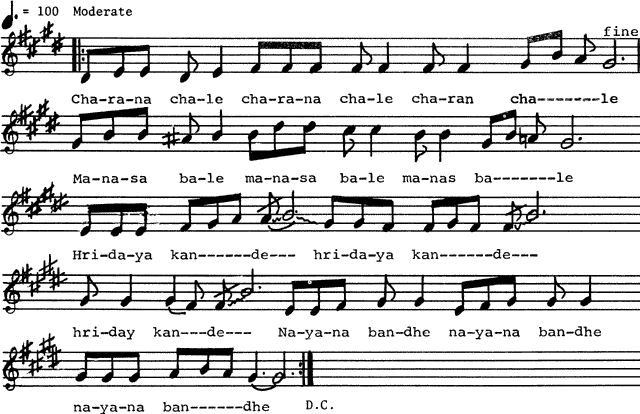 ♩. = 100 Moderate
fine
Cha-ra-na cha-le cha-ra-na cha-le cha-ran cha-------le
Ma-na-sa ba-le ma-na-sa ba-le manas ba-------le
Hri-da-ya kan------de--- hri-da-ya kan------de---
hri-day kan---de--- Na-ya-na ban-dhe na-ya-na ban-dhe
na-ya-na ban------dhe D.C.